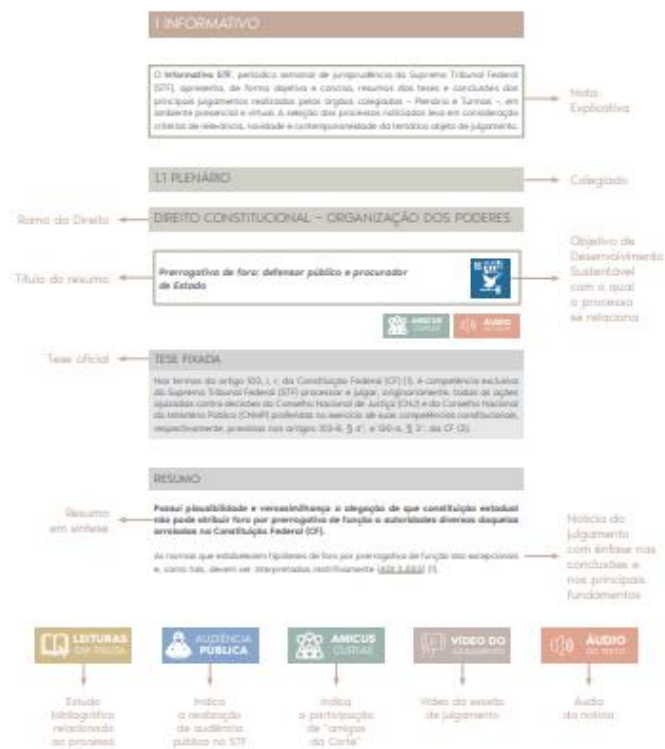 1 INFORMATIVO
O Informativo STF, periódico semanal de jurisprudência do Supremo Tribunal Federal
(STF), apresenta, de forma objetiva e concisa, resumos das teses e conclusões dos
principais julgamentos realizados pelos órgãos colegiados – Plenário e Turmas –, em
ambiente presencial e virtual. A seleção dos processos noticiados leva em consideração
critérios de relevância, novidade e contemporaneidade da temática objeto de julgamento.
Nota
Explicativa
1.1 PLENÁRIO
Colegiado
Ramo do Direito
DIREITO CONSTITUCIONAL – ORGANIZAÇÃO DOS PODERES
Título do resumo
Prerrogativa de foro: defensor público e procurador
de Estado
Objetivo de
Desenvolvimento
Sustentável
com o qual
o processo
se relaciona
AMICUS
CURIAE
ÁUDIO
DO TEXTO
Tese oficial
TESE FIXADA
Nos termos do artigo 102, I, r, da Constituição Federal (CF) (1), é competência exclusiva
do Supremo Tribunal Federal (STF) processar e julgar, originariamente, todas as ações
ajuizadas contra decisões do Conselho Nacional de Justiça (CNJ) e do Conselho Nacional
do Ministério Público (CNMP) proferidas no exercício de suas competências constitucionais,
respectivamente, previstas nos artigos 103-B, § 4º, e 130-A, § 2º, da CF (2).
RESUMO
Resumo
em síntese
Possui plausibilidade e verossimilhança a alegação de que constituição estadual
não pode atribuir foro por prerrogativa de função a autoridades diversas daquelas
arroladas na Constituição Federal (CF).
As normas que estabelecem hipóteses de foro por prerrogativa de função são excepcionais
e, como tais, devem ser interpretadas restritivamente (1).
Notícia do
julgamento
com ênfase nas
conclusões e
nos principais
fundamentos
LEITURAS
EM PAUTA
AUDIÊNCIA
PÚBLICA
AMICUS
CURIAE
VÍDEO DO
JULGAMENTO
ÁUDIO
DO TEXTO
Estudo
bibliográfico
relacionado
ao processo
Indica
a realização
de audiência
pública no STF
Indica
a participação
de "amigos
da Corte"
Vídeo da sessão
de julgamento
Áudio
da notícia